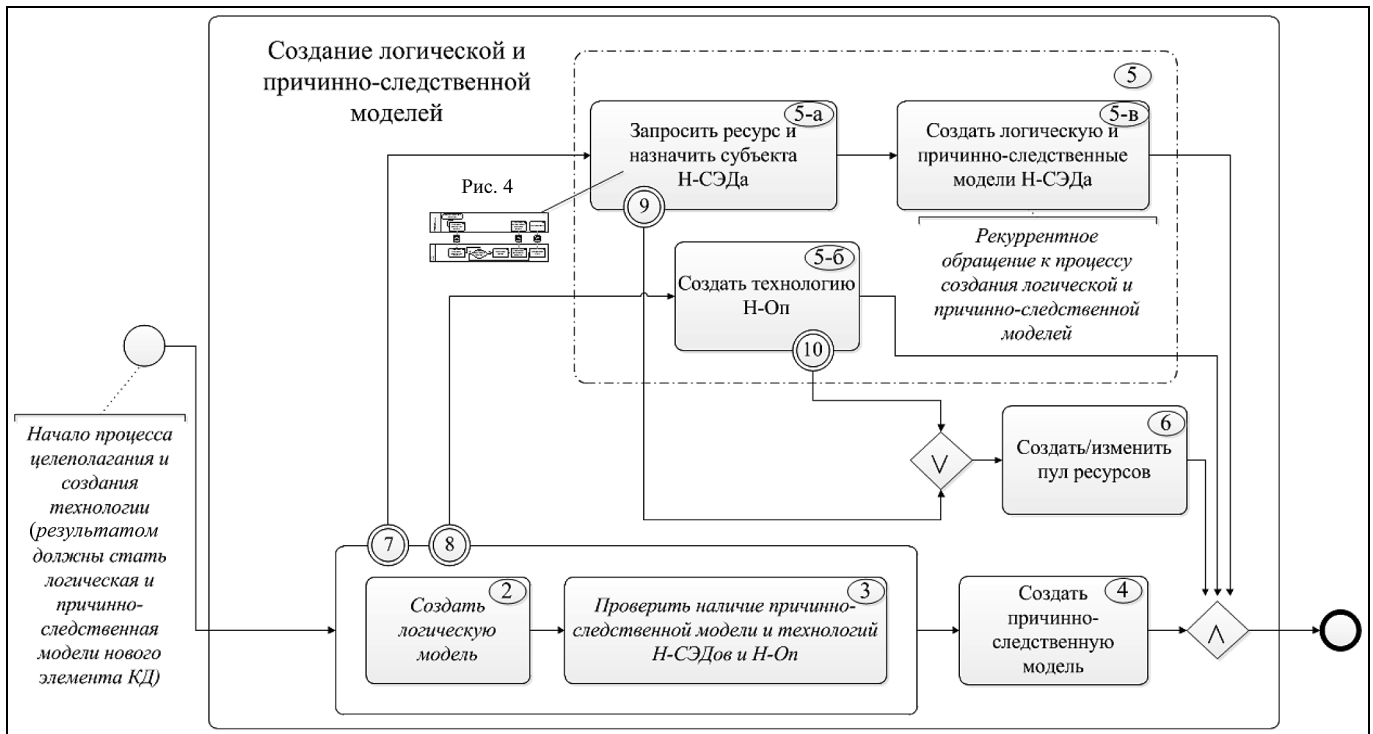 Создание логической и
причинно-следственной
моделей
5
5-а
Запросить ресурс и
назначить субъекта
Н-СЭДа
5-в
Создать логическую и
причинно-следственные
модели Н-СЭДа
Рис. 4
9
Рекуррентное
обращение к процессу
создания логической и
причинно-следственной
моделей
5-б
Создать технологию
Н-Оп
10
Начало процесса
целеполагания и
создания
технологии
(результатом
должны стать
логическая и
причинно-
следственная
модели нового
элемента КД)
6
Создать/изменить
пул ресурсов
V
7
8
2
Создать
логическую
модель
3
Проверить наличие причинно-
следственной модели и технологий
Н-СЭДов и Н-Оп
4
Создать
причинно-
следственную
модель
Λ